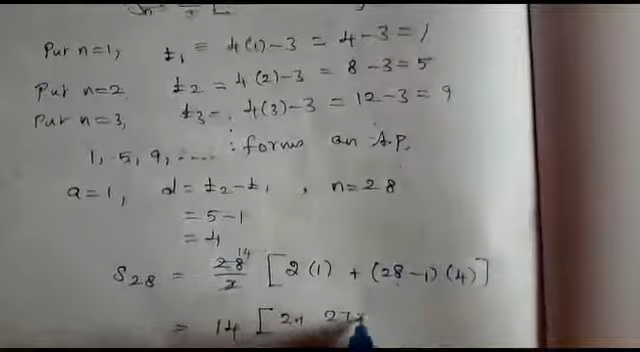 Put n=1, t₁ = 4(1)-3 = 4-3 = 1
Put n=2 t₂ = 4(2)-3 = 8-3=5
Put n=3, t₃ = 4(3)-3 = 12-3 = 9
1, 5, 9, .... forms an A.P.
a=1, d = t₂-t₁, n=28
= 5-1
= 4
S₂₈ = 28/2 14 [2(1) + (28-1)(4)]
= 14 [2+ 27